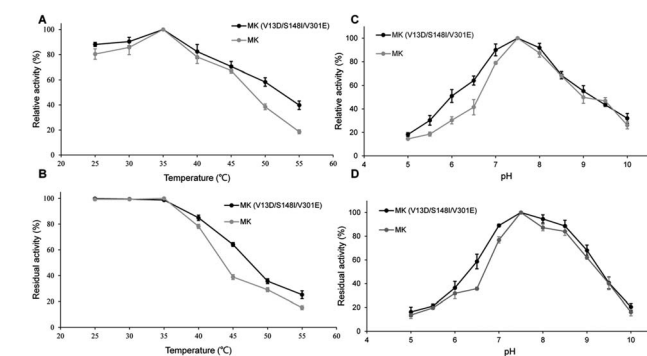 A
MK (V13D/S148I/V301E)
MK
Relative activity (%)
100
80
60
40
20
0
20 25 30 35 40 45 50 55 60
Temperature (℃)
C
MK (V13D/S148I/V301E)
MK
Relative activity (%)
100
80
60
40
20
0
4 5 6 7 8 9 10
pH
B
MK (V13D/S148I/V301E)
MK
Residual activity (%)
100
80
60
40
20
0
20 25 30 35 40 45 50 55 60
Temperature (℃)
D
MK (V13D/S148I/V301E)
MK
Residual activity (%)
100
80
60
40
20
0
4 5 6 7 8 9 10
pH